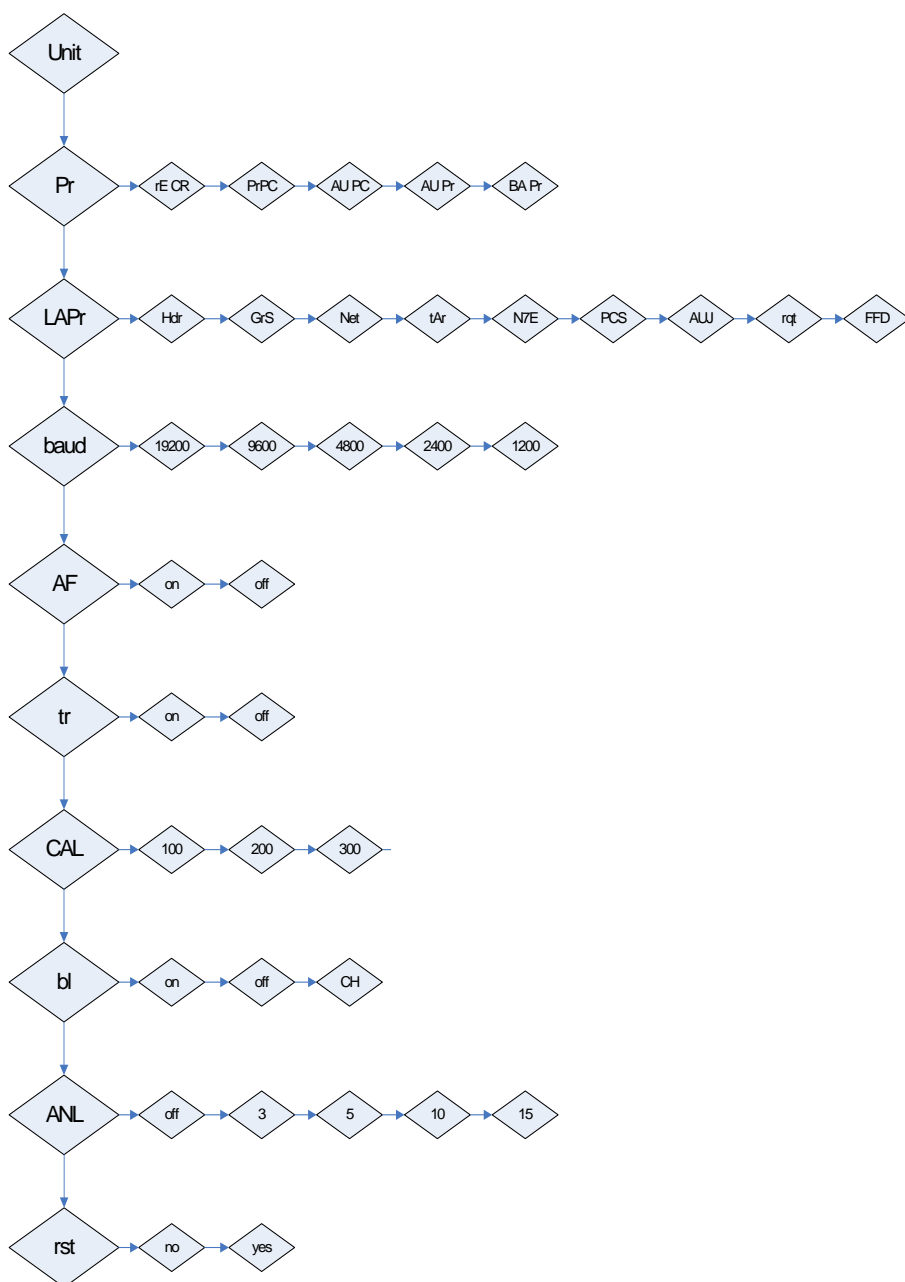 Unit
Pr rE CR PrPC AU PC AU Pr BA Pr
LAPr Hdr GrS Net tAr N7E PCS AUJ rqt FFD
baud 19200 9600 4800 2400 1200
AF on off
tr on off
CAL 100 200 300
bl on off CH
ANL off 3 5 10 15
rst no yes